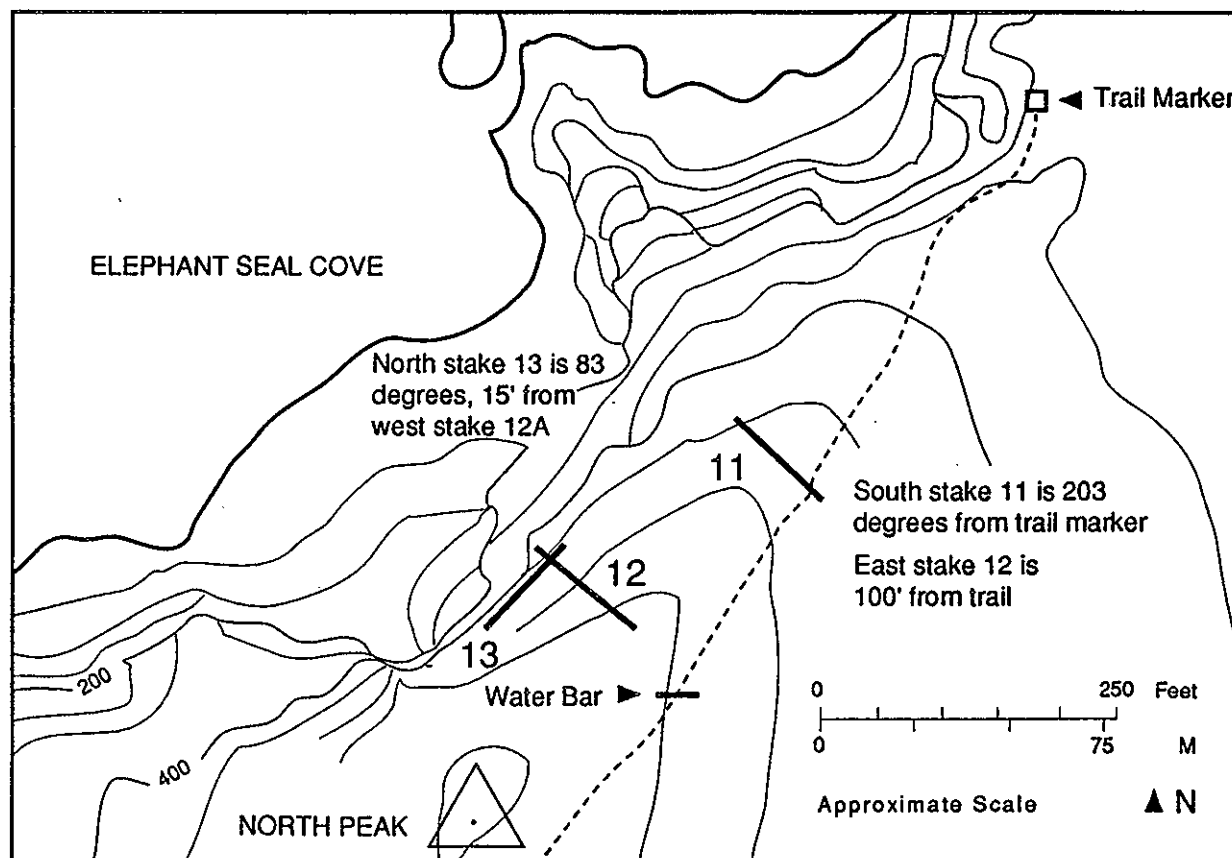 Trail Marker
ELEPHANT SEAL COVE
North stake 13 is 83
degrees, 15' from
west stake 12A
11
South stake 11 is 203
degrees from trail marker
East stake 12 is
100' from trail
12
13
Water Bar
200
400
NORTH PEAK
0 250 Feet
0 75 M
Approximate Scale
N